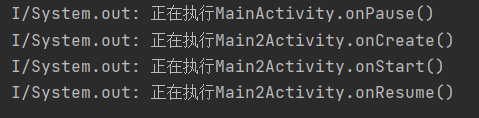 I/System.out: 正在执行MainActivity.onPause()
I/System.out: 正在执行Main2Activity.onCreate()
I/System.out: 正在执行Main2Activity.onStart()
I/System.out: 正在执行Main2Activity.onResume()